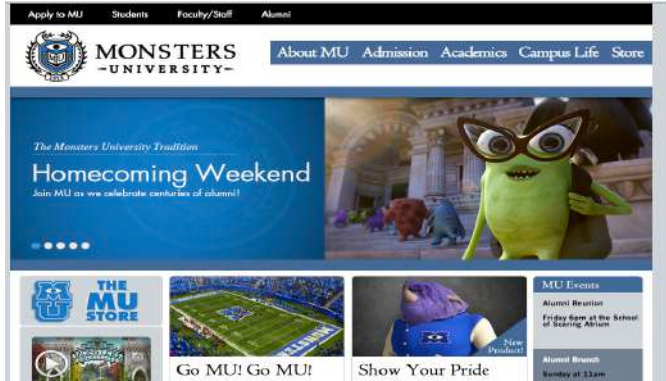 Apply to MU Students Faculty/Staff Alumni
MONSTERS
-UNIVERSITY-
About MU Admission Academics Campus Life Store
The Monsters University Tradition
Homecoming Weekend
Join MU as we celebrate centuries of alumni!
THE
MU
STORE
Go MU! Go MU!
New
Product!
Show Your Pride
MU Events
Alumni Reunion
Friday 6pm at the School
of Scaring Atrium
Alumni Brunch
Sunday at 11am